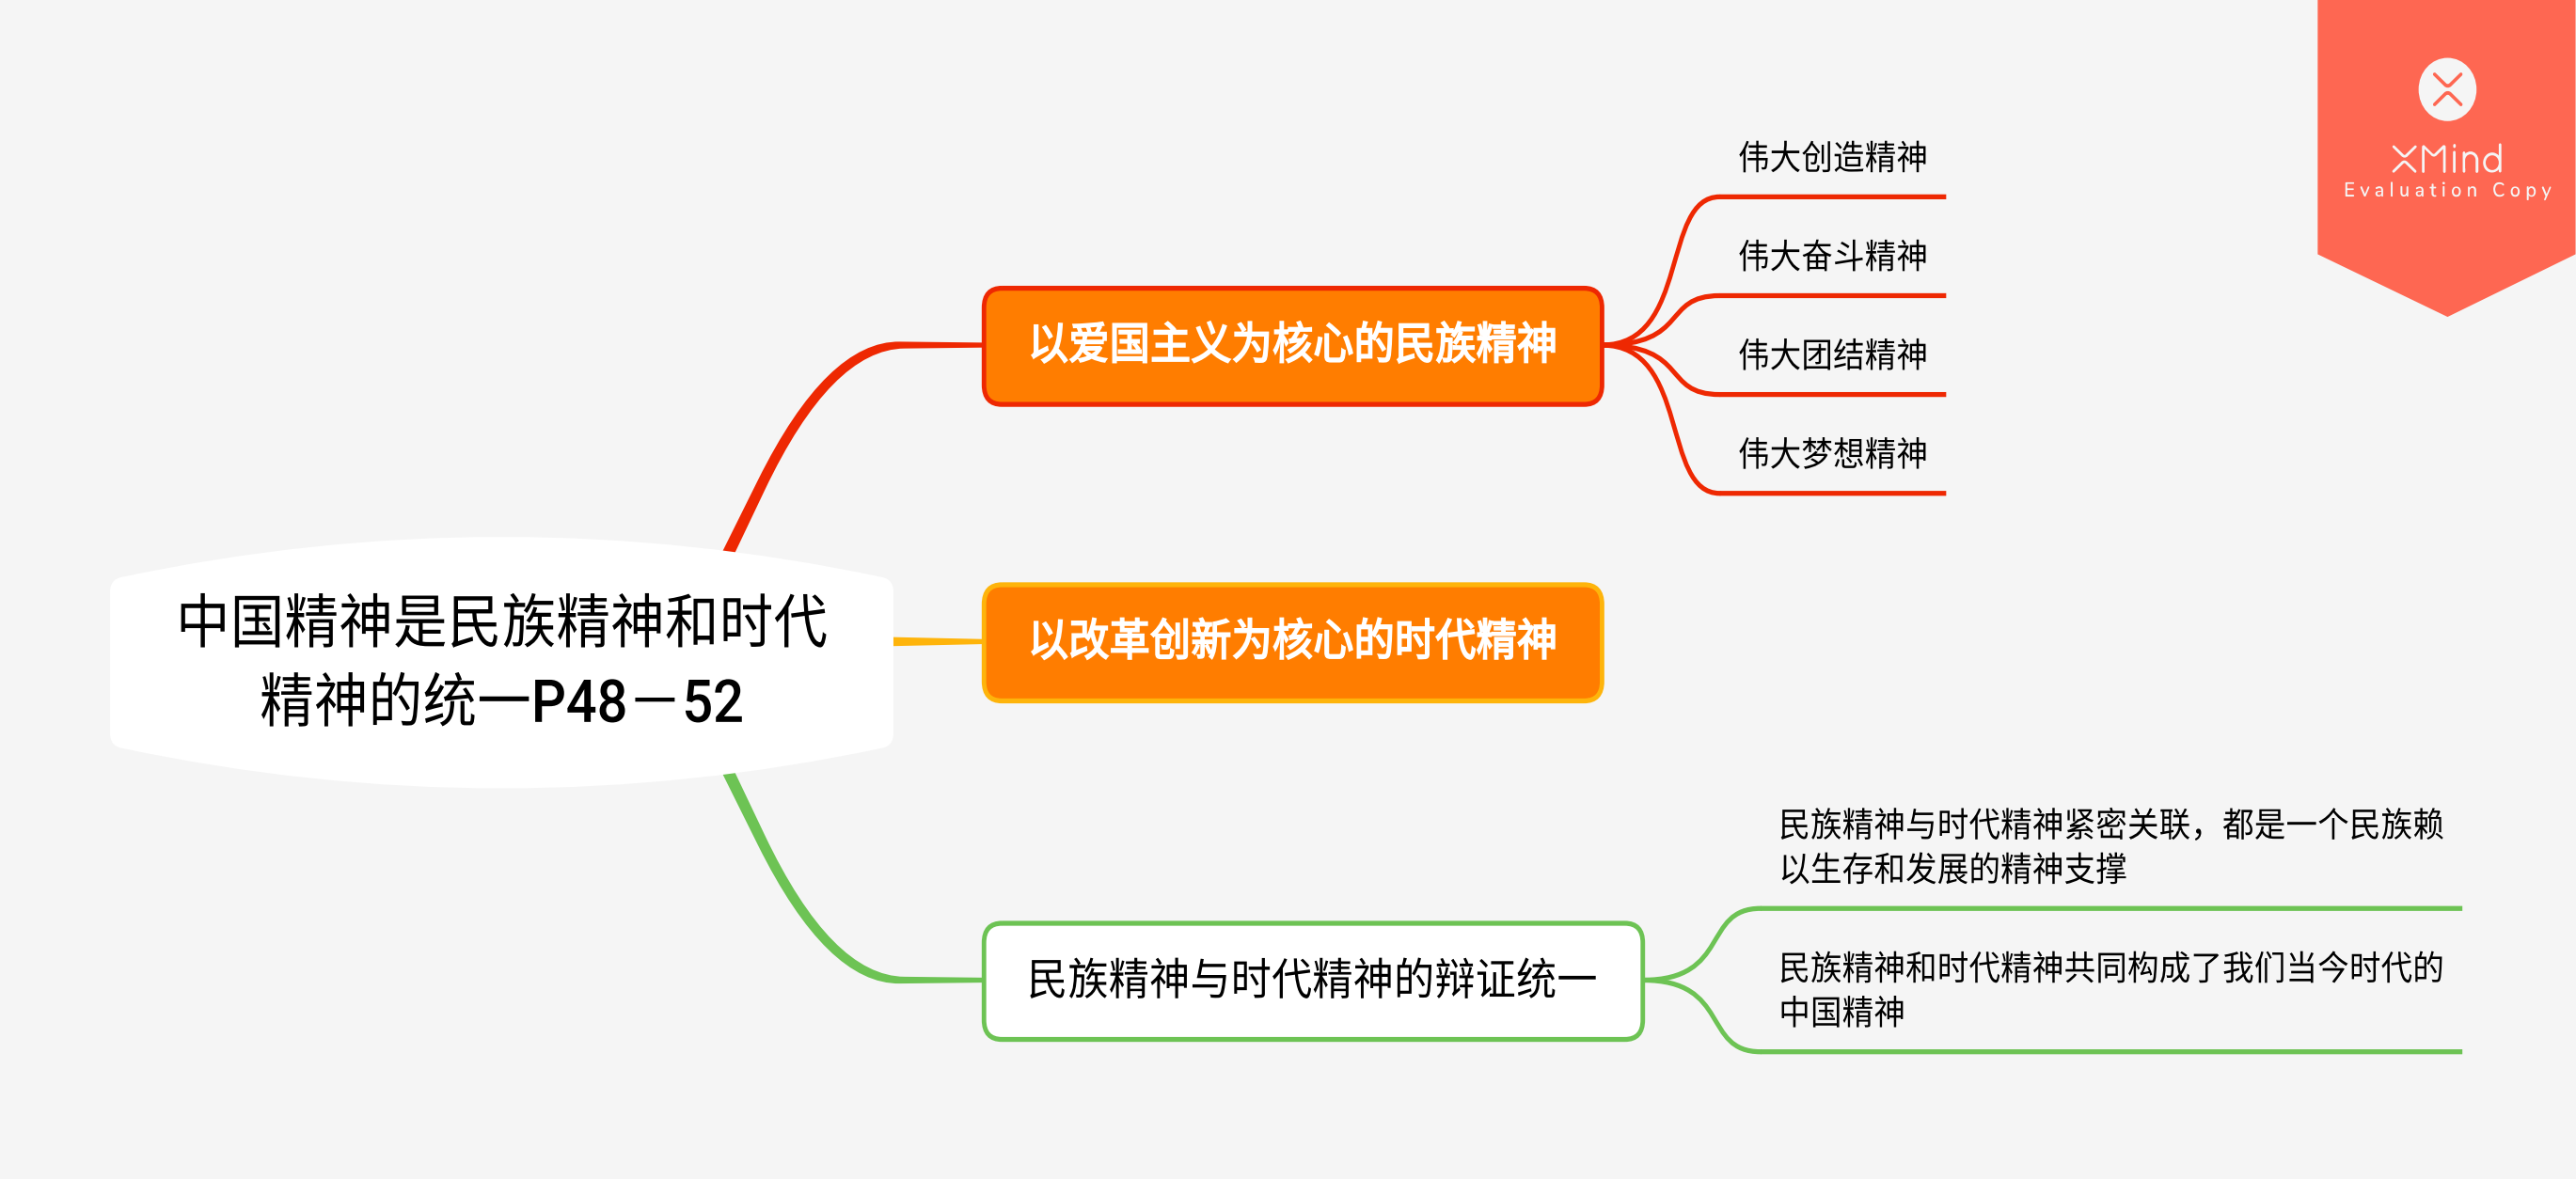 中国精神是民族精神和时代
精神的统一P48－52
以爱国主义为核心的民族精神
伟大创造精神
伟大奋斗精神
伟大团结精神
伟大梦想精神
以改革创新为核心的时代精神
民族精神与时代精神的辩证统一
民族精神与时代精神紧密关联，都是一个民族赖
以生存和发展的精神支撑
民族精神和时代精神共同构成了我们当今时代的
中国精神
XMind
Evaluation Copy